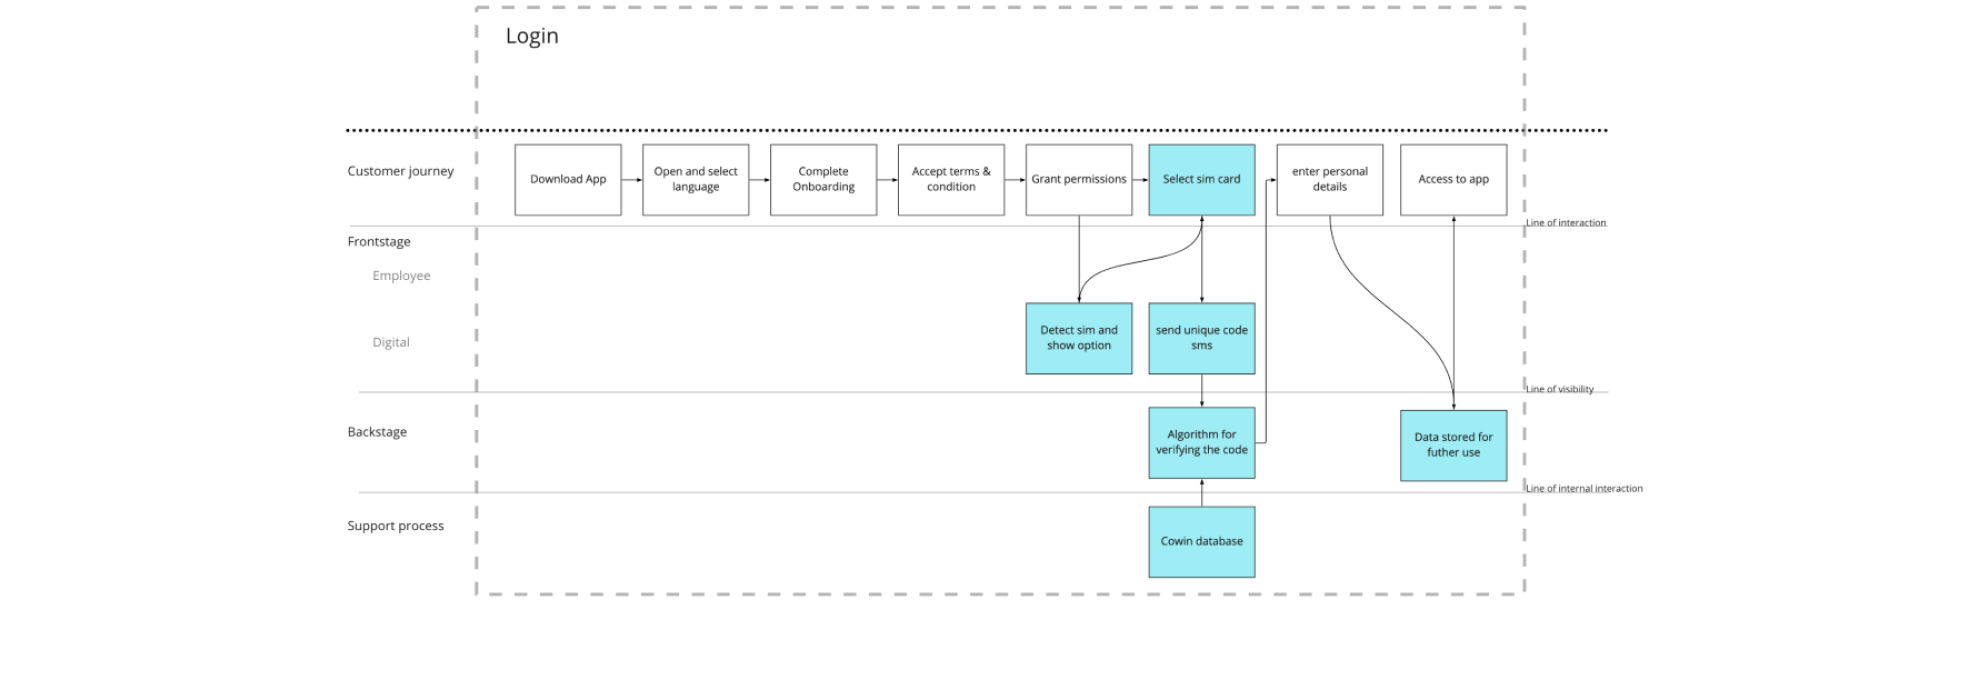 Login
Customer journey
Download App
Open and select
language
Complete
Onboarding
Accept terms &
condition
Grant permissions
Select sim card
enter personal
details
Access to app
Line of interaction
Frontstage
Employee
Digital
Detect sim and
show option
send unique code
sms
Line of visibility
Backstage
Algorithm for
verifying the code
Data stored for
futher use
Line of internal interaction
Support process
Cowin database